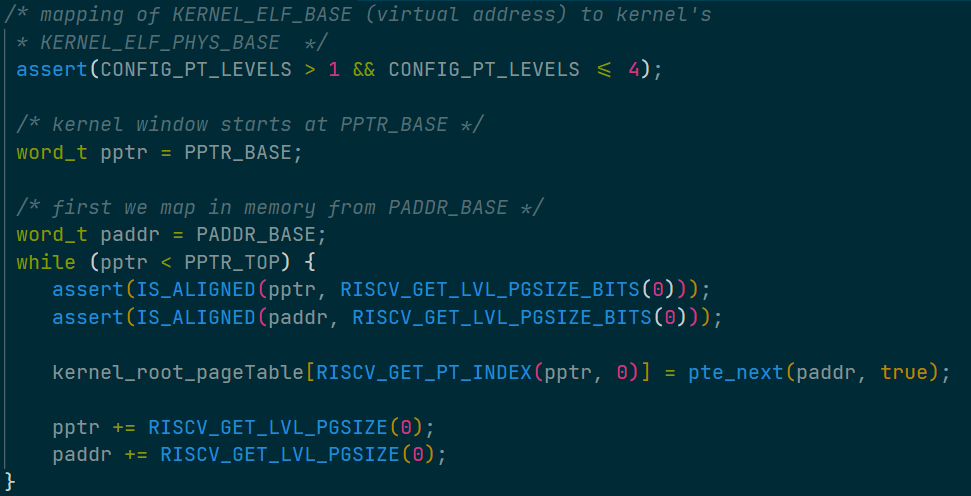 /* mapping of KERNEL_ELF_BASE (virtual address) to kernel's
 * KERNEL_ELF_PHYS_BASE  */
assert(CONFIG_PT_LEVELS > 1 && CONFIG_PT_LEVELS ⩽ 4);
/* kernel window starts at PPTR_BASE */
word_t pptr = PPTR_BASE;
/* first we map in memory from PADDR_BASE */
word_t paddr = PADDR_BASE;
while (pptr < PPTR_TOP) {
   assert(IS_ALIGNED(pptr, RISCV_GET_LVL_PGSIZE_BITS(0)));
   assert(IS_ALIGNED(paddr, RISCV_GET_LVL_PGSIZE_BITS(0)));
   kernel_root_pageTable[RISCV_GET_PT_INDEX(pptr, 0)] = pte_next(paddr, true);
   pptr += RISCV_GET_LVL_PGSIZE(0);
   paddr += RISCV_GET_LVL_PGSIZE(0);
}